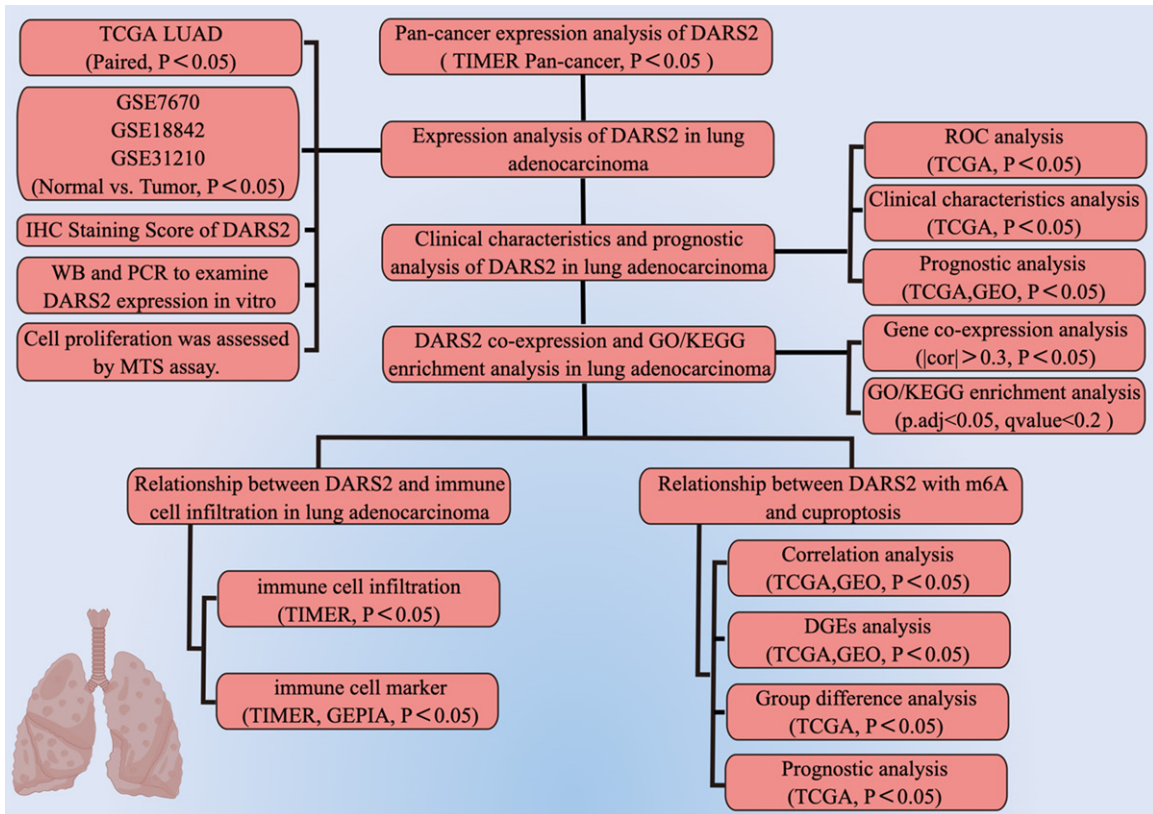 TCGA LUAD
(Paired, P<0.05)
GSE7670
GSE18842
GSE31210
(Normal vs. Tumor, P<0.05)
IHC Staining Score of DARS2
WB and PCR to examine
DARS2 expression in vitro
Cell proliferation was assessed
by MTS assay.
Pan-cancer expression analysis of DARS2
( TIMER Pan-cancer, P<0.05 )
Expression analysis of DARS2 in lung
adenocarcinoma
Clinical characteristics and prognostic
analysis of DARS2 in lung adenocarcinoma
DARS2 co-expression and GO/KEGG
enrichment analysis in lung adenocarcinoma
ROC analysis
(TCGA, P<0.05)
Clinical characteristics analysis
(TCGA, P<0.05)
Prognostic analysis
(TCGA,GEO, P<0.05)
Gene co-expression analysis
(|cor|>0.3, P<0.05)
GO/KEGG enrichment analysis
(p.adj<0.05, qvalue<0.2 )
Relationship between DARS2 and immune
cell infiltration in lung adenocarcinoma
immune cell infiltration
(TIMER, P<0.05)
immune cell marker
(TIMER, GEPIA, P<0.05)
Relationship between DARS2 with m6A
and cuproptosis
Correlation analysis
(TCGA,GEO, P<0.05)
DGEs analysis
(TCGA,GEO, P<0.05)
Group difference analysis
(TCGA, P<0.05)
Prognostic analysis
(TCGA, P<0.05)